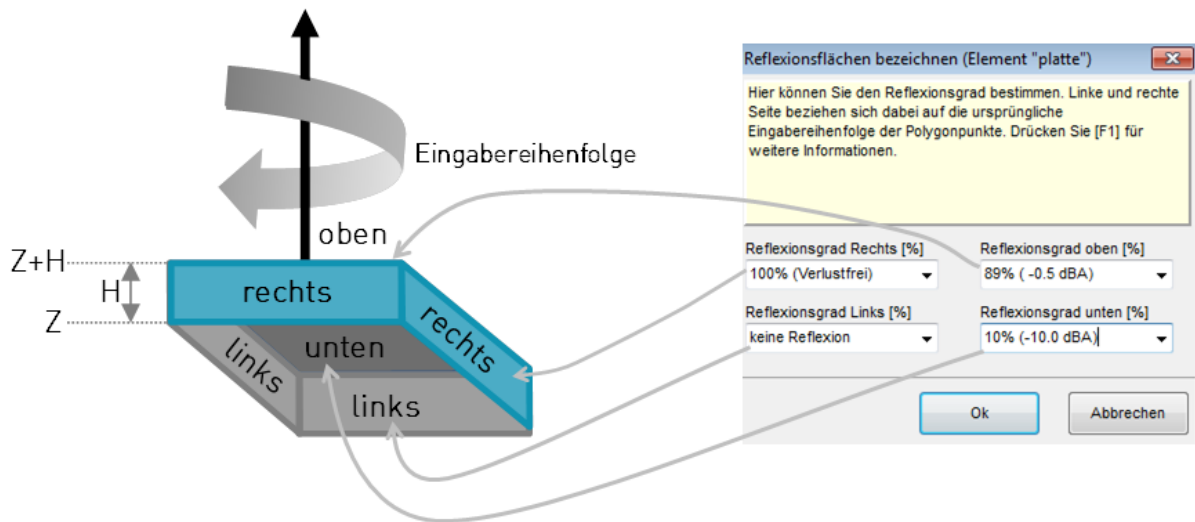 Eingabereihenfolge
oben
Z+H
H
Z
rechts
rechts
unten
links
links
Reflexionsflächen bezeichnen (Element "platte")
Hier können Sie den Reflexionsgrad bestimmen. Linke und rechte
Seite beziehen sich dabei auf die ursprüngliche
Eingabereihenfolge der Polygonpunkte. Drücken Sie [F1] für
weitere Informationen.
Reflexionsgrad Rechts [%]
100% (Verlustfrei)
Reflexionsgrad oben [%]
89% ( -0.5 dBA)
Reflexionsgrad Links [%]
keine Reflexion
Reflexionsgrad unten [%]
10% (-10.0 dBA)
Ok
Abbrechen